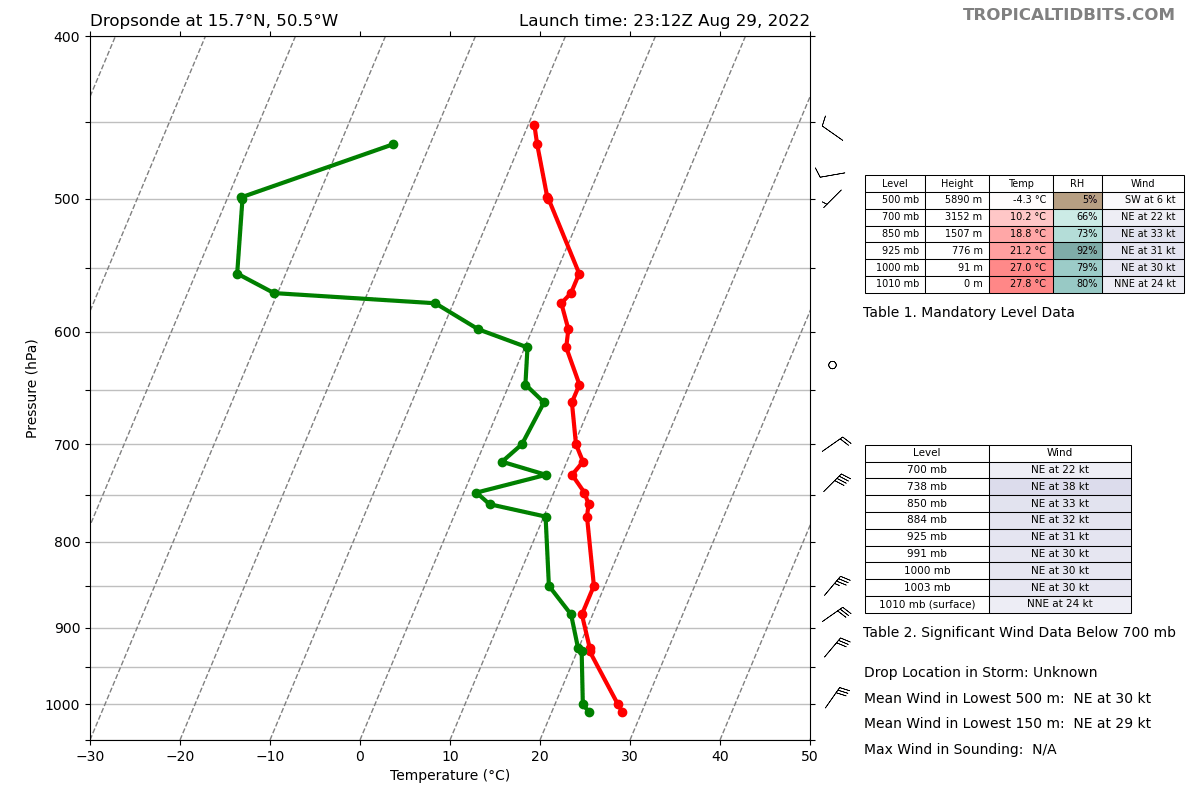 Dropsonde at 15.7°N, 50.5°W
Launch time: 23:12Z Aug 29, 2022
TROPICALTIDBITS.COM
Pressure (hPa)
400
500
600
700
800
900
1000
−30 −20 −10 0 10 20 30 40 50
Temperature (°C)
Level Height Temp RH Wind
500 mb 5890 m -4.3 °C 5% SW at 6 kt
700 mb 3152 m 10.2 °C 66% NE at 22 kt
850 mb 1507 m 18.8 °C 73% NE at 33 kt
925 mb 776 m 21.2 °C 92% NE at 31 kt
1000 mb 91 m 27.0 °C 79% NE at 30 kt
1010 mb 0 m 27.8 °C 80% NNE at 24 kt
Table 1. Mandatory Level Data
Level Wind
700 mb NE at 22 kt
738 mb NE at 38 kt
850 mb NE at 33 kt
884 mb NE at 32 kt
925 mb NE at 31 kt
991 mb NE at 30 kt
1000 mb NE at 30 kt
1003 mb NE at 30 kt
1010 mb (surface) NNE at 24 kt
Table 2. Significant Wind Data Below 700 mb
Drop Location in Storm: Unknown
Mean Wind in Lowest 500 m: NE at 30 kt
Mean Wind in Lowest 150 m: NE at 29 kt
Max Wind in Sounding: N/A